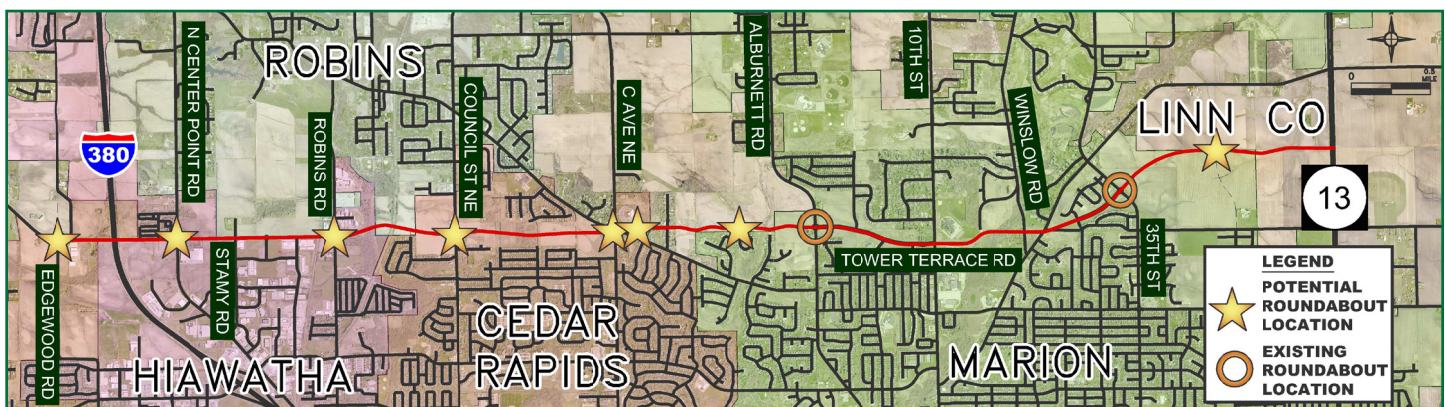 ROBINS
N CENTER POINT RD
380
ROBINS RD
COUNCIL ST NE
C AVE NE
ALBURNETT RD
10TH ST
WINSLOW RD
LINN CO
0
0.5
MILE
13
EDGEWOOD RD
STAMY RD
HIAWATHA
CEDAR
RAPIDS
TOWER TERRACE RD
MARION
35TH ST
LEGEND
POTENTIAL
ROUNDABOUT
LOCATION
EXISTING
ROUNDABOUT
LOCATION